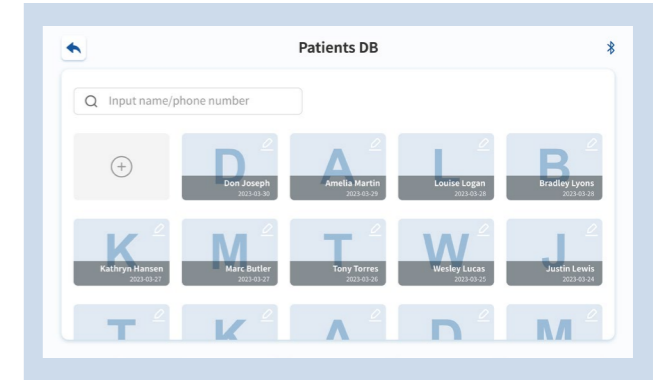 Patients DB
Input name/phone number
D
Don Joseph
2023-03-30
A
Amelia Martin
2023-03-29
L
Louise Logan
2023-03-28
B
Bradley Lyons
2023-03-28
K
Kathryn Hansen
2023-03-27
M
Marc Butler
2023-03-27
T
Tony Torres
2023-03-26
W
Wesley Lucas
2023-03-25
J
Justin Lewis
2023-03-24
T
K
A
D
M